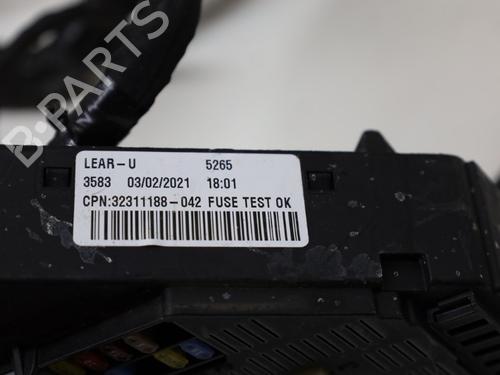 B-PARTS
LEAR-U 5265
3583 03/02/2021 18:01
CPN:32311188-042 FUSE TEST OK